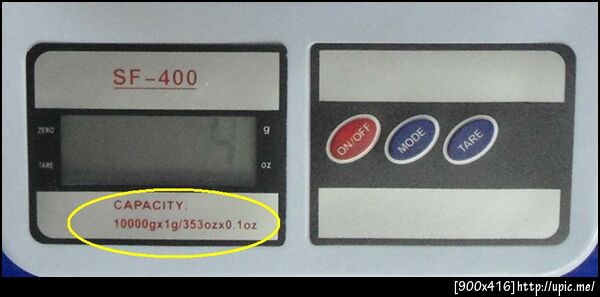 SF-400
ZERO
g
TARE
oz
CAPACITY:
10000gx1g/353ozx0.1oz
ON/OFF
MODE
TARE
[900x416]http://upic.me/